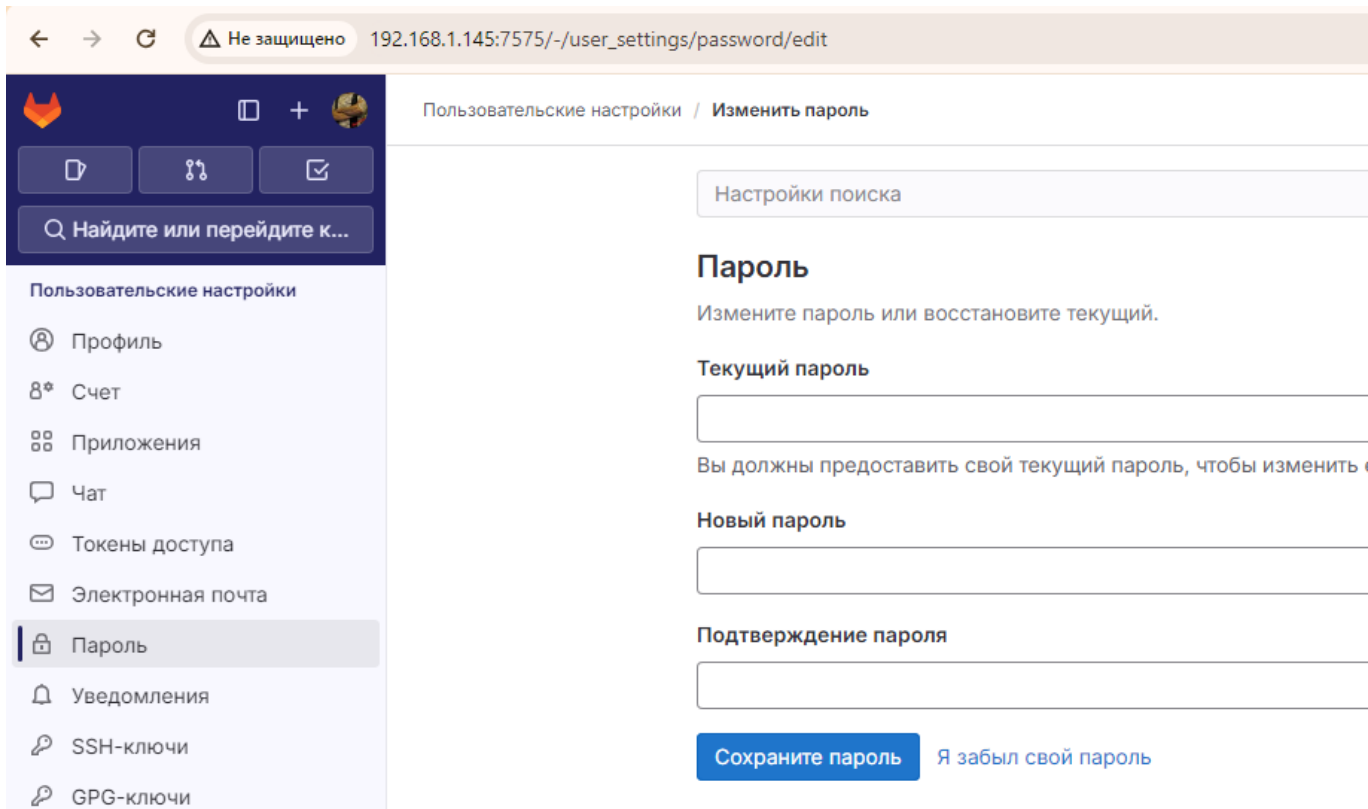 Не защищено 192.168.1.145:7575/-/user_settings/password/edit
Пользовательские настройки / Изменить пароль
Найдите или перейдите к...
Пользовательские настройки
Профиль
Счет
Приложения
Чат
Токены доступа
Электронная почта
Пароль
Уведомления
SSH-ключи
GPG-ключи
Настройки поиска
Пароль
Измените пароль или восстановите текущий.
Текущий пароль
Вы должны предоставить свой текущий пароль, чтобы изменить
Новый пароль
Подтверждение пароля
Сохраните пароль Я забыл свой пароль